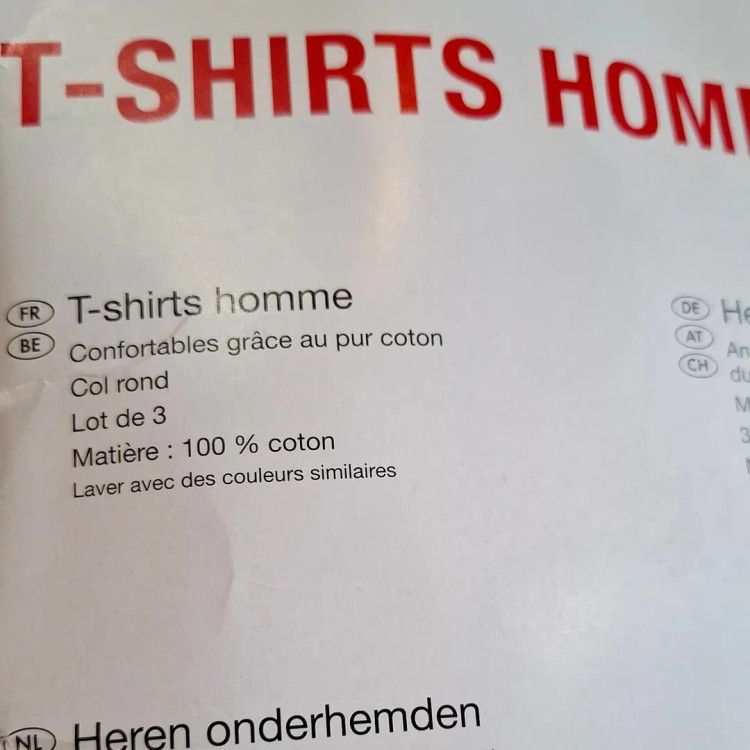 T-SHIRTS
FR T-shirts homme
BE Confortables grâce au pur coton
Col rond
Lot de 3
Matière : 100 % coton
Laver avec des couleurs similaires
DE
AT
CH
NL Heren onderhemden